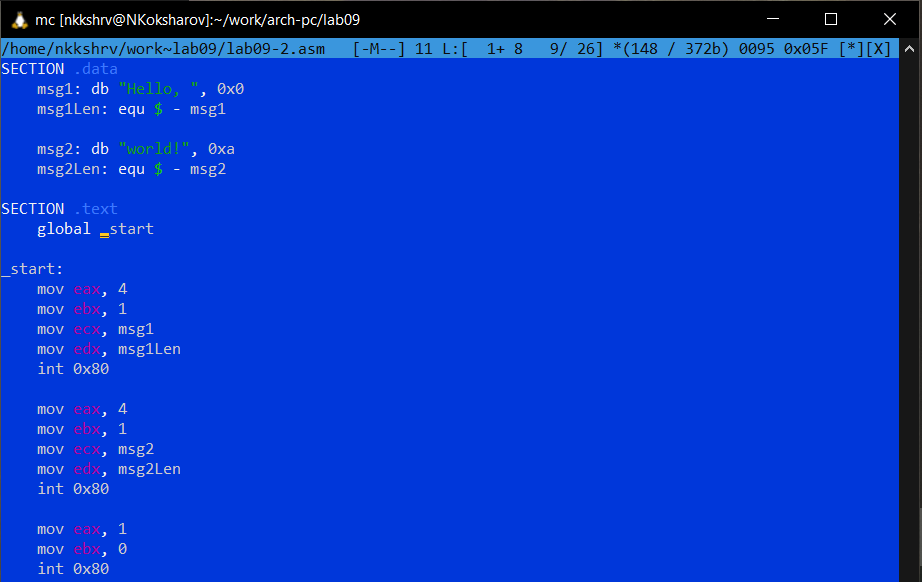 mc [nkkshrv@NKoksharov]:~/work/arch-pc/lab09
/home/nkkshrv/work~lab09/lab09-2.asm   [-M--] 11 L:[  1+ 8   9/ 26] *(148 / 372b) 0095 0x05F [*][X]
SECTION .data
    msg1: db "Hello, ", 0x0
    msg1Len: equ $ - msg1
    msg2: db "world!", 0xa
    msg2Len: equ $ - msg2
SECTION .text
    global _start
_start:
    mov eax, 4
    mov ebx, 1
    mov ecx, msg1
    mov edx, msg1Len
    int 0x80
    mov eax, 4
    mov ebx, 1
    mov ecx, msg2
    mov edx, msg2Len
    int 0x80
    mov eax, 1
    mov ebx, 0
    int 0x80